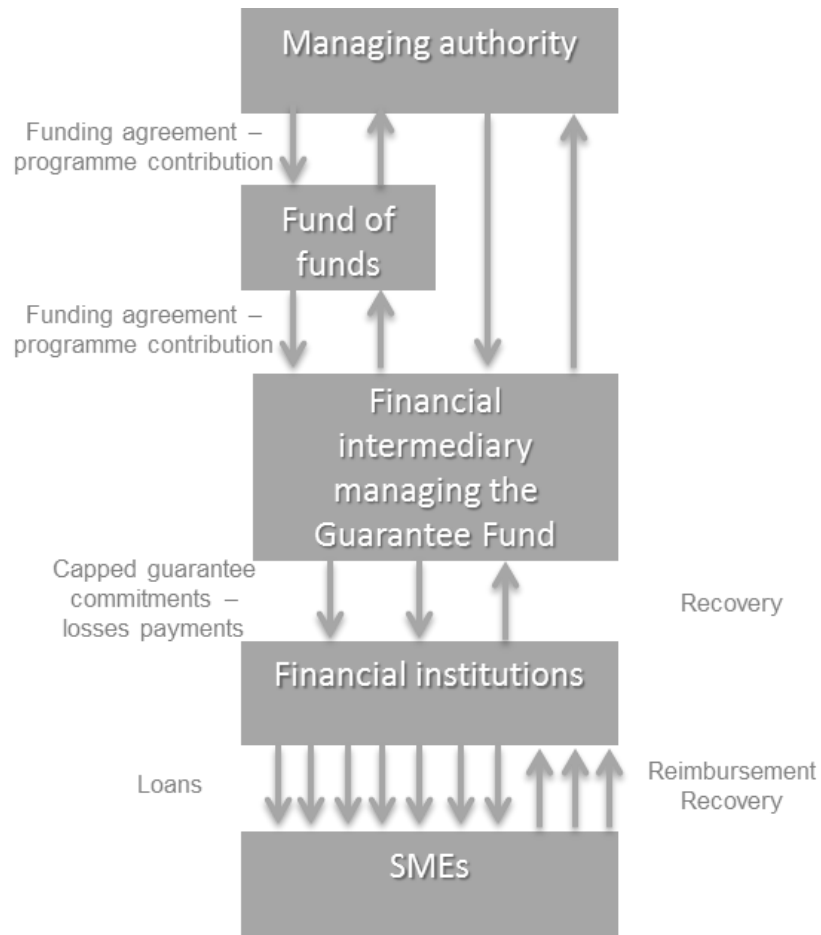 Managing authority
Funding agreement –
programme contribution
Fund of
funds
Funding agreement –
programme contribution
Financial
intermediary
managing the
Guarantee Fund
Capped guarantee
commitments –
losses payments
Recovery
Financial institutions
Loans
Reimbursement
Recovery
SMEs